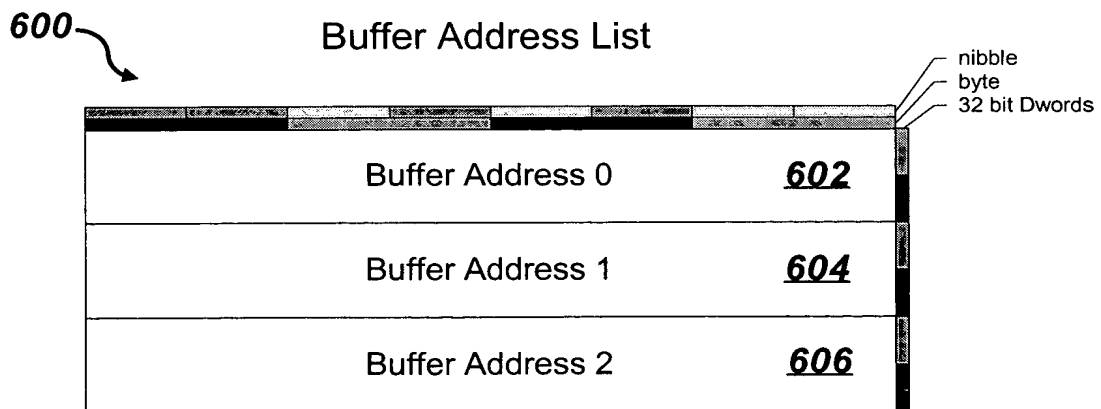 600
Buffer Address List
nibble
byte
32 bit Dwords
Buffer Address 0 602
Buffer Address 1 604
Buffer Address 2 606